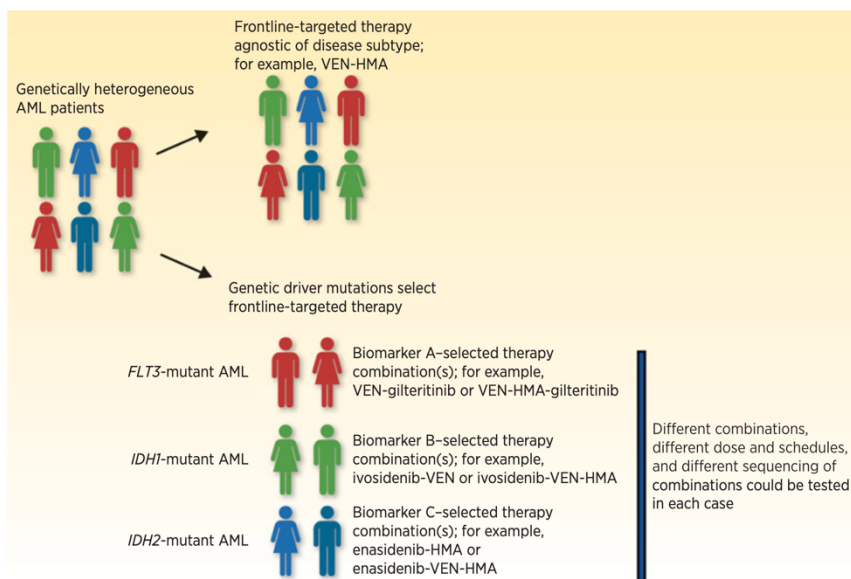 Frontline-targeted therapy
agnostic of disease subtype;
for example, VEN-HMA
Genetically heterogeneous
AML patients
Genetic driver mutations select
frontline-targeted therapy
FLT3-mutant AML
Biomarker A–selected therapy
combination(s); for example,
VEN-gilteritinib or VEN-HMA-gilteritinib
IDH1-mutant AML
Biomarker B–selected therapy
combination(s); for example,
ivosidenib-VEN or ivosidenib-VEN-HMA
IDH2-mutant AML
Biomarker C–selected therapy
combination(s); for example,
enasidenib-HMA or
enasidenib-VEN-HMA
Different combinations,
different dose and schedules,
and different sequencing of
combinations could be tested
in each case